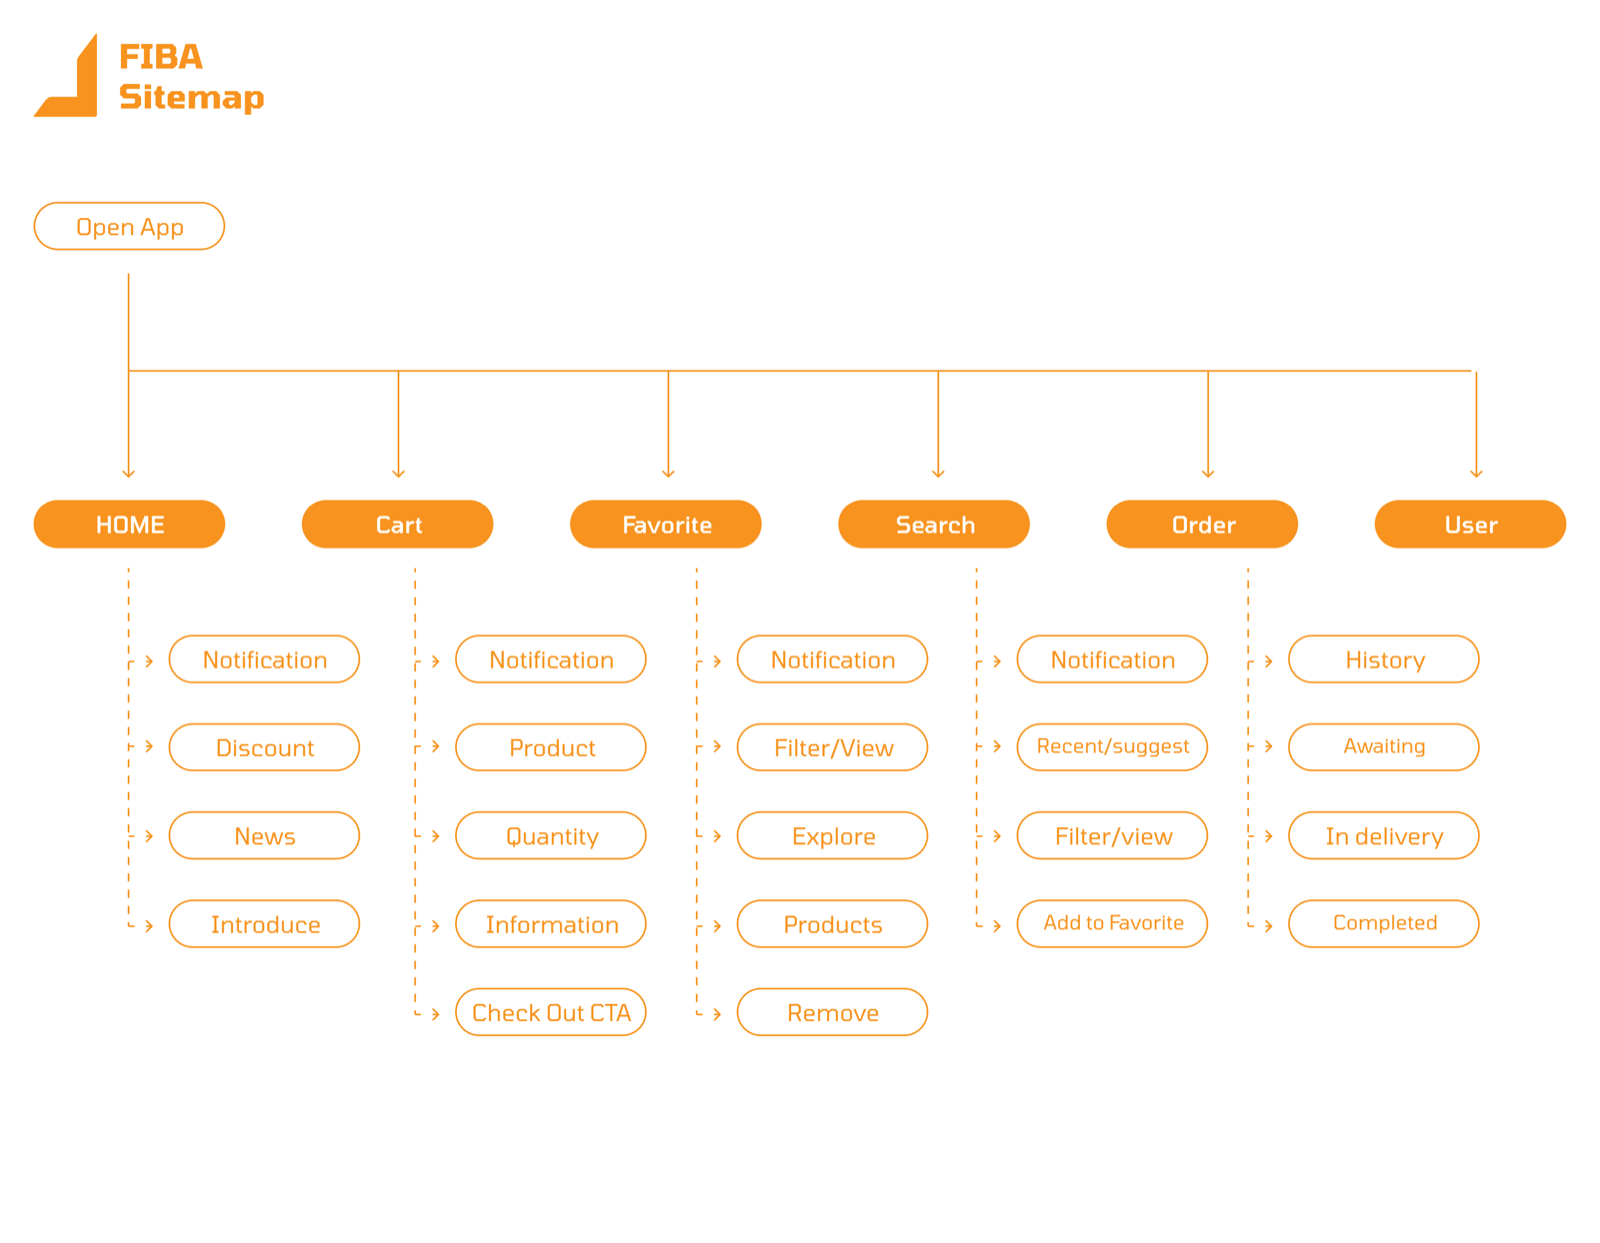 FIBA
Sitemap
Open App
HOME
Cart
Favorite
Search
Order
User
Notification
Discount
News
Introduce
Notification
Product
Quantity
Information
Check Out CTA
Notification
Filter/View
Explore
Products
Remove
Notification
Recent/suggest
Filter/view
Add to Favorite
History
Awaiting
In delivery
Completed